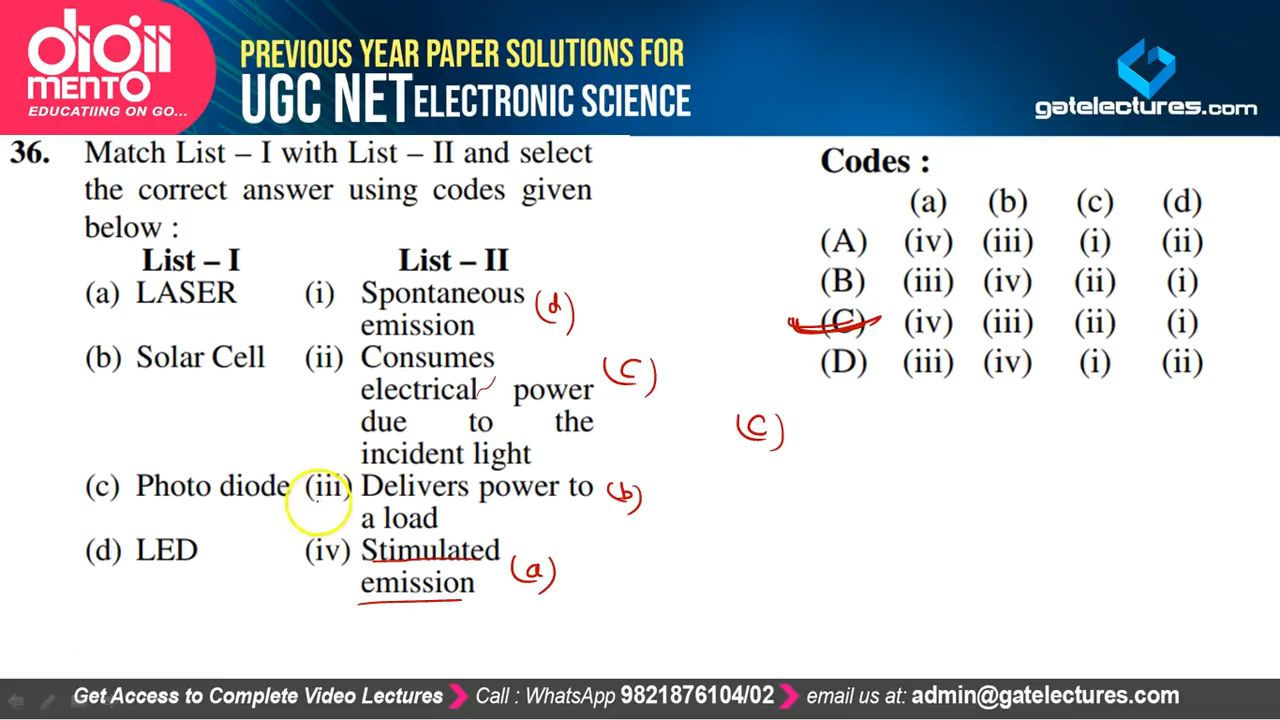 dıgıı
MENTO
EDUCATIING ON GO...
PREVIOUS YEAR PAPER SOLUTIONS FOR
UGC NET ELECTRONIC SCIENCE
gatelectures.com
36. Match List – I with List – II and select
the correct answer using codes given
below :
List – I List – II
(a) LASER (i) Spontaneous
emission (d)
(b) Solar Cell (ii) Consumes
electrical power
due to the
incident light (C)
(c) Photo diode (iii) Delivers power to
a load (b)
(d) LED (iv) Stimulated
emission (a)
Codes :
(a) (b) (c) (d)
(A) (iv) (iii) (i) (ii)
(B) (iii) (iv) (ii) (i)
(C) (iv) (iii) (ii) (i)
(D) (iii) (iv) (i) (ii)
(C)
Get Access to Complete Video Lectures Call : WhatsApp 9821876104/02 email us at: admin@gatelectures.com